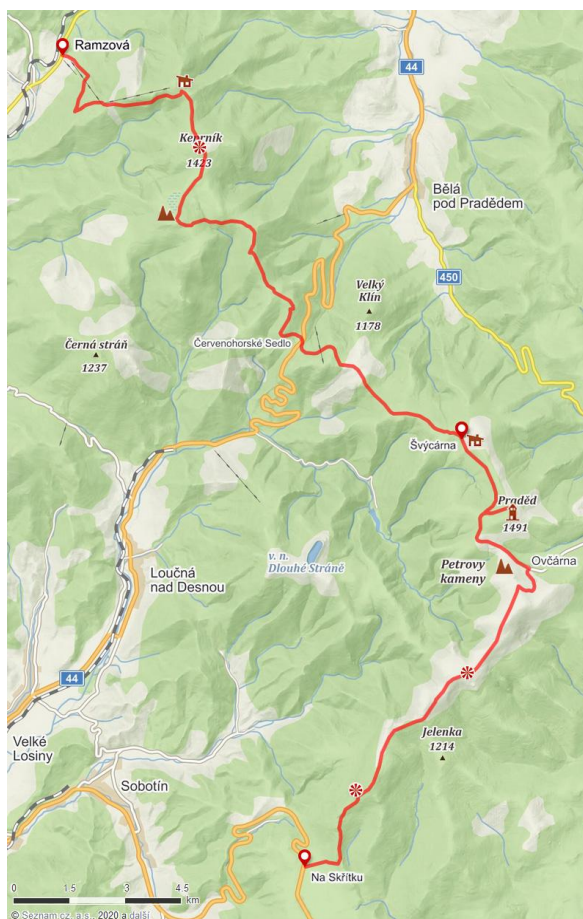 Ramzová
44
Keprník
1423
Bělá
pod Pradědem
450
Velký
Klín
1178
Červenohorské Sedlo
Černá stráň
1237
Švýcárna
Praděd
1491
Ovčárna
Petrovy
kameny
v. n.
Dlouhé Stráně
Loučná
nad Desnou
44
Jelenka
1214
Velké
Losiny
Sobotín
Na Skřítku
0 1.5 3 4.5
km
© Seznam.cz, a.s., 2020 a další